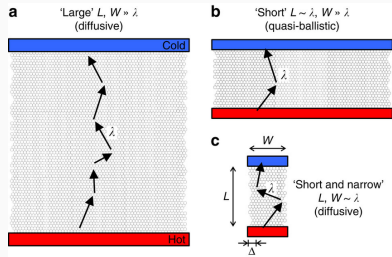 a
'Large' L, W » λ
(diffusive)
Cold
λ
Hot
b
'Short' L ~ λ, W » λ
(quasi-ballistic)
λ
c
W
L
λ
'Short and narrow'
L, W ~ λ
(diffusive)
Δ